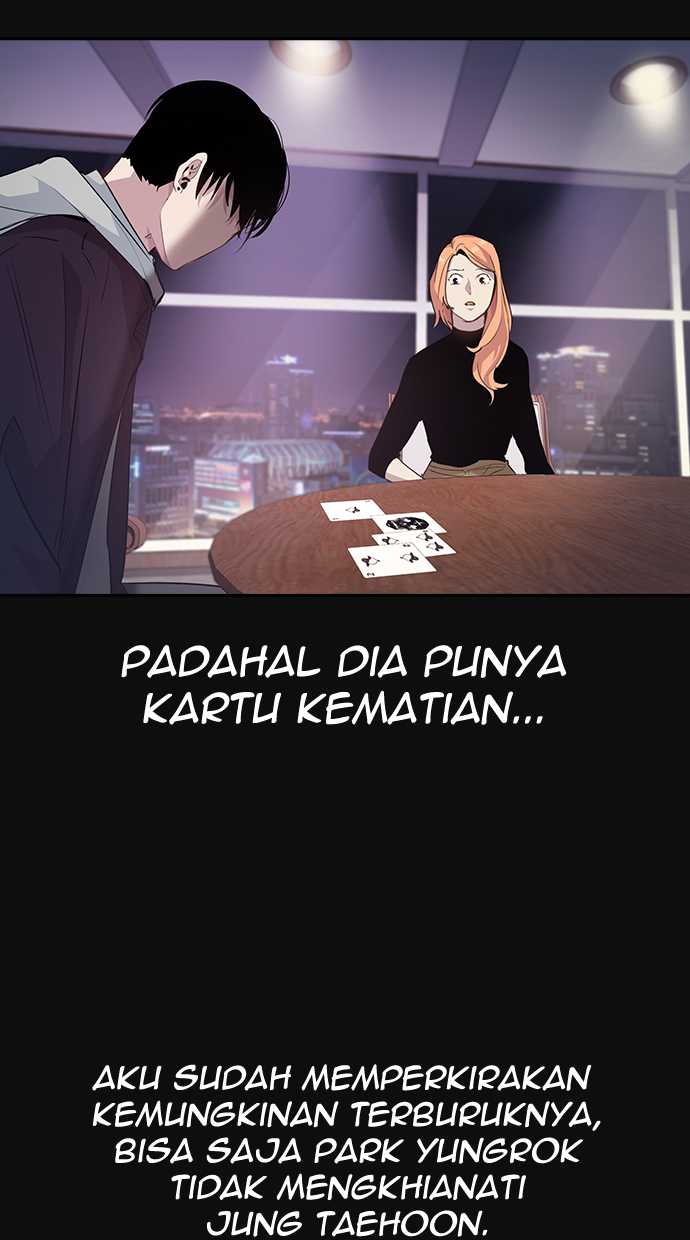 PADAHAL DIA PUNYA
KARTU KEMATIAN...
AKU SUDAH MEMPERKIRAKAN
KEMUNGKINAN TERBURUKNYA,
BISA SAJA PARK YUNGROK
TIDAK MENGKHIANATI
JUNG TAEHOON.